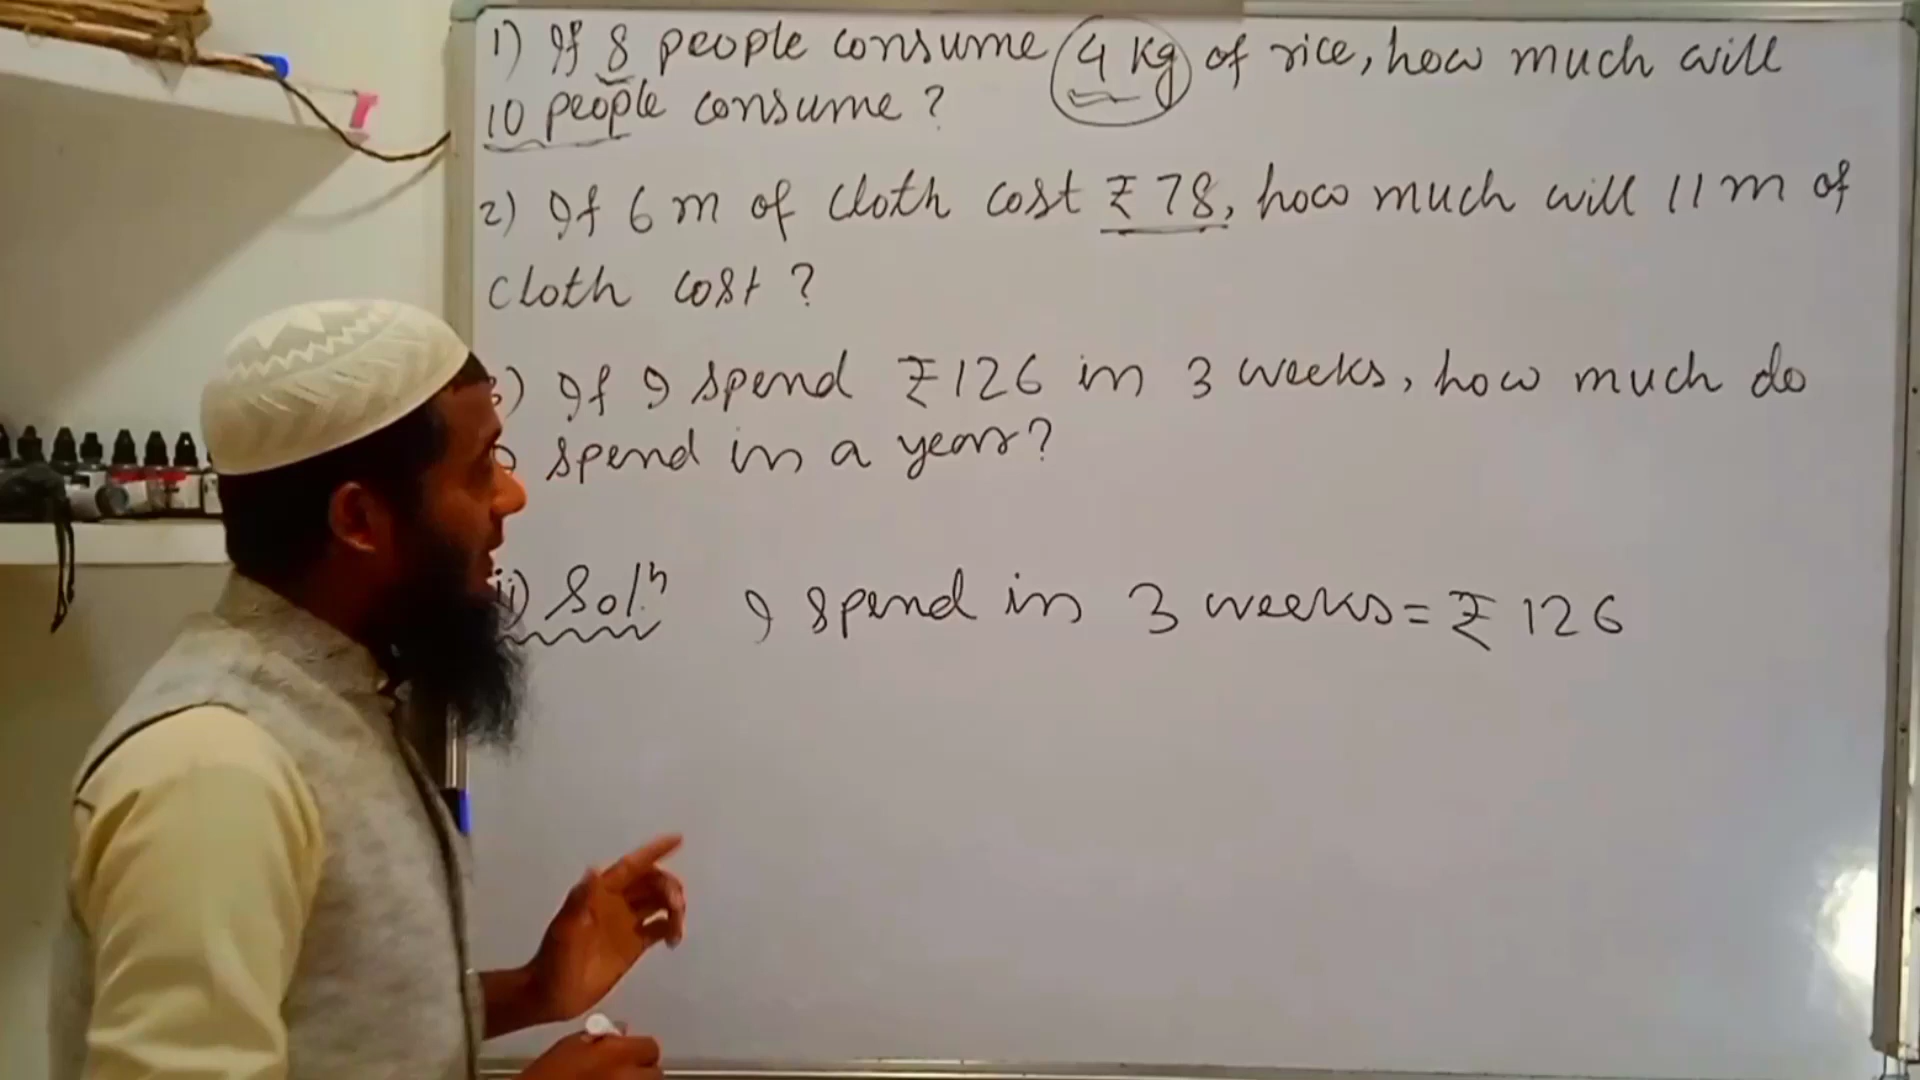 1) If 8 people consume 4 kg of rice, how much will
10 people consume?
2) If 6 m of cloth cost ₹ 78, how much will 11 m of
cloth cost?
3) If I spend ₹ 126 in 3 weeks, how much do
I spend in a year?
ii) Solⁿ I spend in 3 weeks = ₹ 126